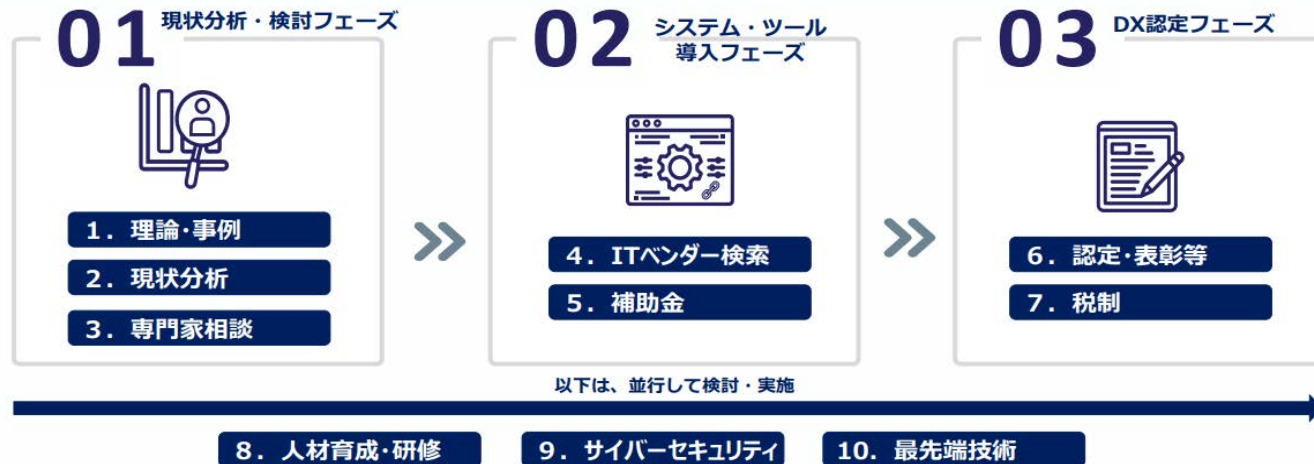 01
現状分析・検討フェーズ
1. 理論・事例
2. 現状分析
3. 専門家相談
02
システム・ツール
導入フェーズ
4. ITベンダー検索
5. 補助金
03
DX認定フェーズ
6. 認定・表彰等
7. 税制
以下は、並行して検討・実施
8. 人材育成・研修
9. サイバーセキュリティ
10. 最先端技術